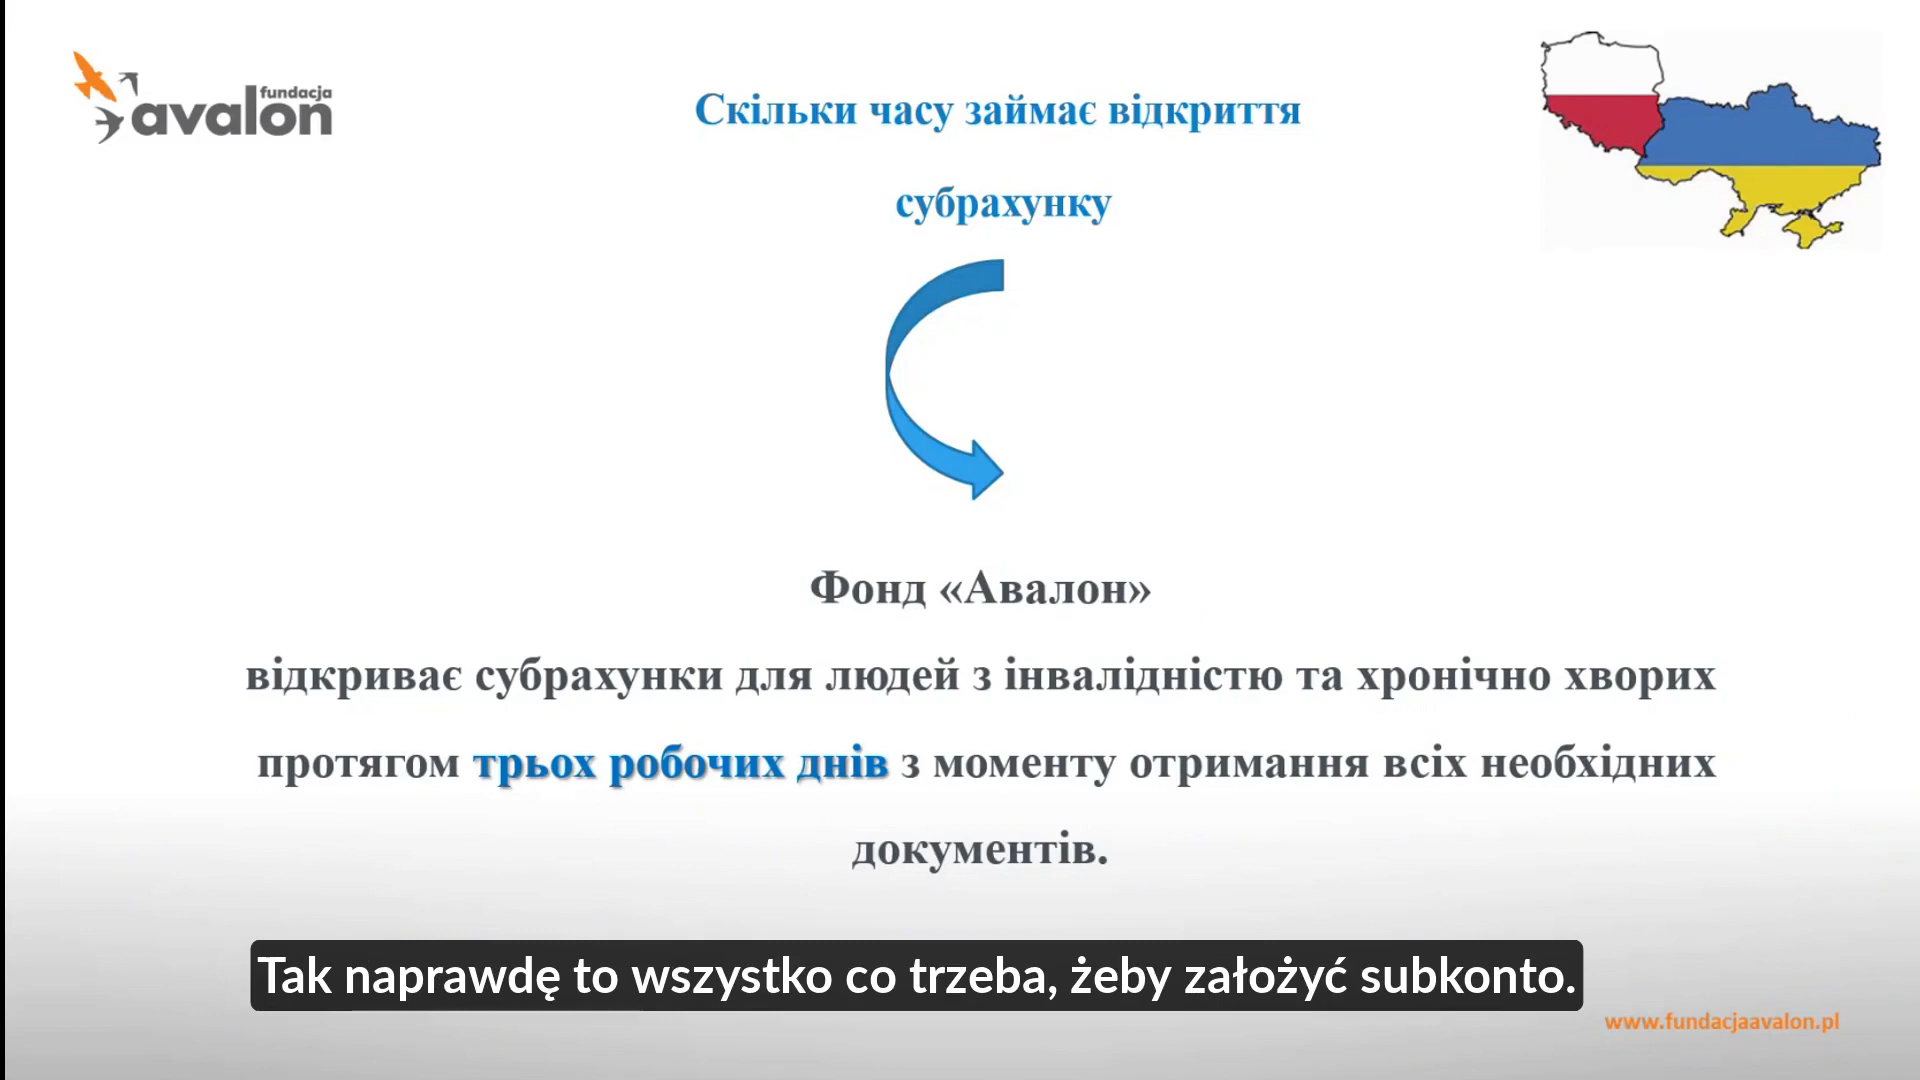 fundacja
avalon
Скільки часу займає відкриття
субрахунку
Фонд «Авалон»
відкриває субрахунки для людей з інвалідністю та хронічно хворих
протягом трьох робочих днів з моменту отримання всіх необхідних
документів.
Tak naprawdę to wszystko co trzeba, żeby założyć subkonto.
www.fundacjaavalon.pl